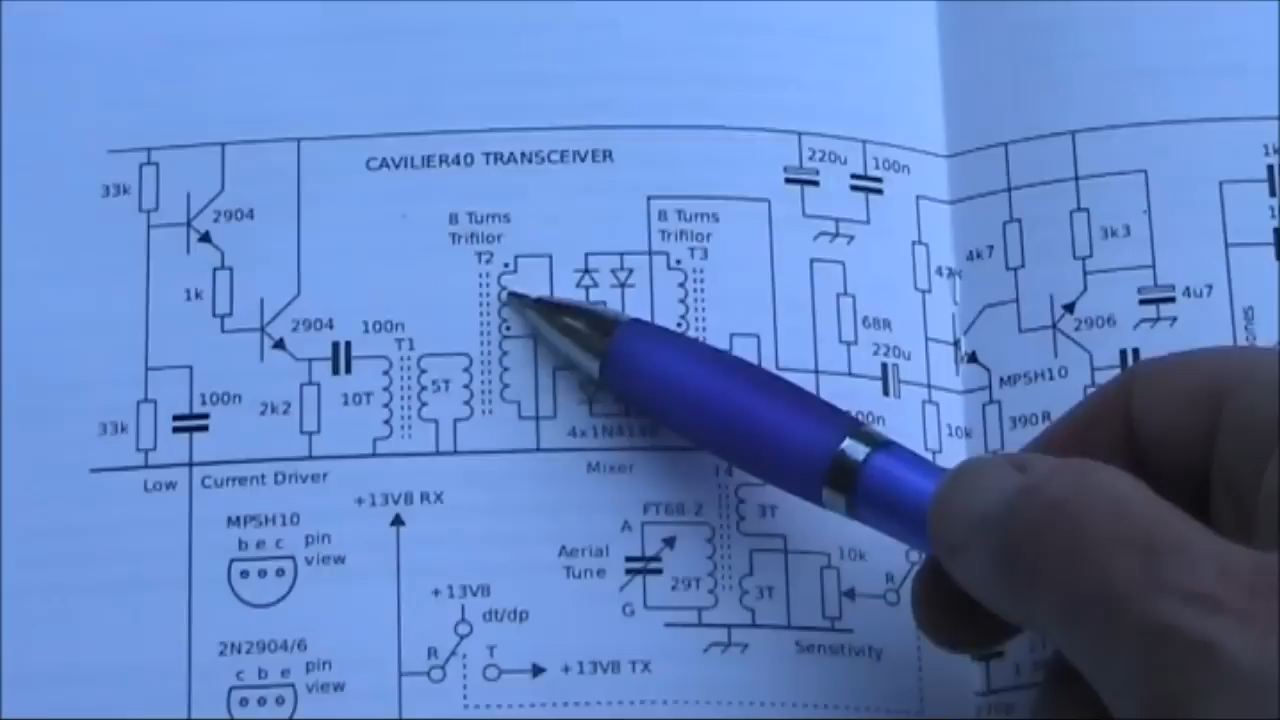 CAVILIER40 TRANSCEIVER
220u
100n
1k
33k
2904
8 Turns
Trifilor
T2
8 Turns
Trifilor
T3
4k7
3k3
1k
2904
100n
T1
68R
220u
2906
4u7
MPSH10
33k
100n
2k2
10T
5T
10k
390R
4x1N4148
Low
Current Driver
Mixer
+13V8 RX
T4
MPSH10
b e c
pin
view
FT68-2
A
3T
Aerial
Tune
29T
3T
10k
R
G
+13V8
dt/dp
Sensitivity
2N2904/6
c b e
pin
view
R
T
+13V8 TX